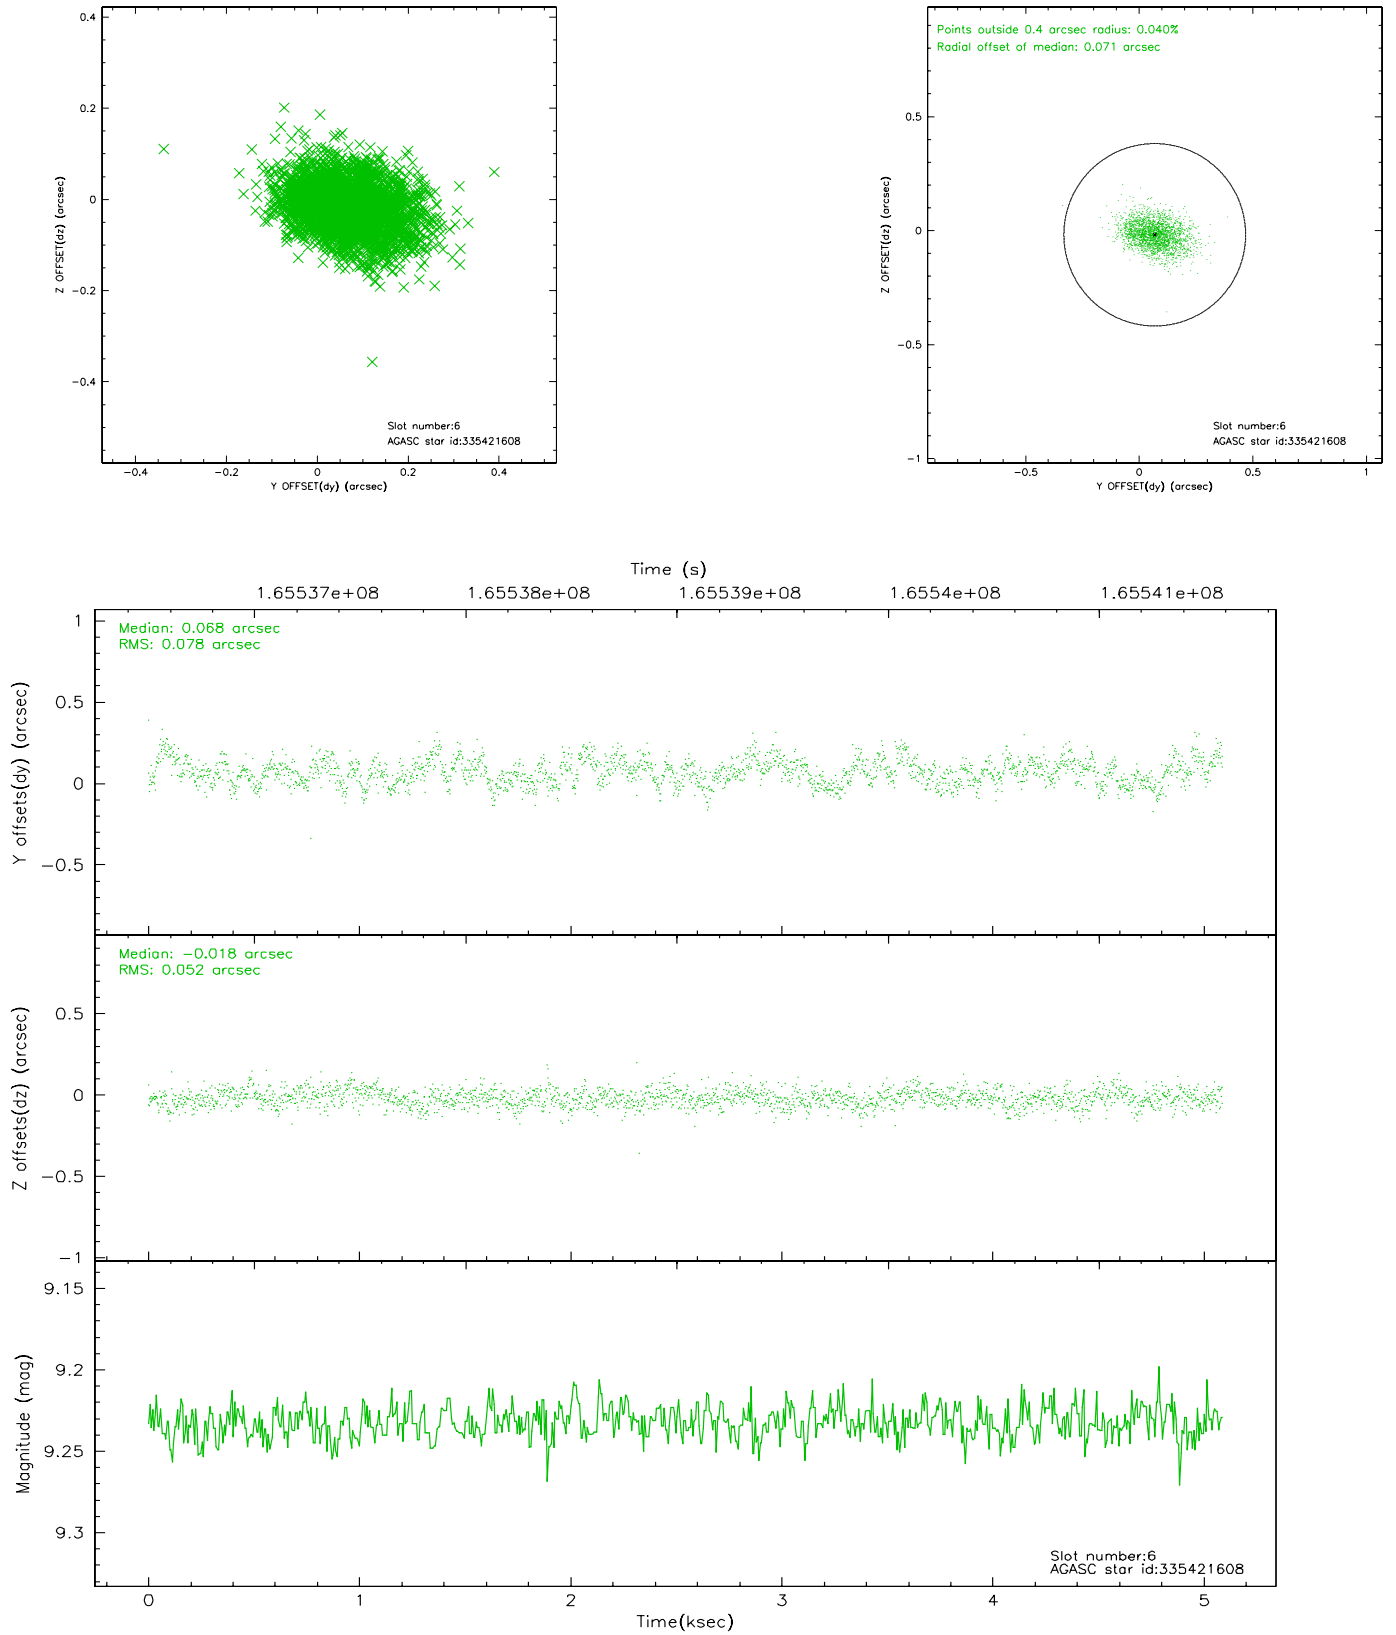 0.4
0.2
0
−0.2
−0.4
Z OFFSET(dz) (arcsec)
Slot number:6
AGASC star id:335421608
−0.4 −0.2 0 0.2 0.4
Y OFFSET(dy) (arcsec)
Points outside 0.4 arcsec radius: 0.040%
Radial offset of median: 0.071 arcsec
0.5
0
−0.5
−1
Z OFFSET(dz) (arcsec)
Slot number:6
AGASC star id:335421608
−0.5 0 0.5 1
Y OFFSET(dy) (arcsec)
Time (s)
1.65537e+08 1.65538e+08 1.65539e+08 1.6554e+08 1.65541e+08
Median: 0.068 arcsec
RMS: 0.078 arcsec
1
0.5
0
−0.5
Y offsets(dy) (arcsec)
Median: −0.018 arcsec
RMS: 0.052 arcsec
0.5
0
−0.5
−1
Z offsets(dz) (arcsec)
9.15
9.2
9.25
9.3
Magnitude (mag)
Slot number:6
AGASC star id:335421608
0 1 2 3 4 5
Time(ksec)